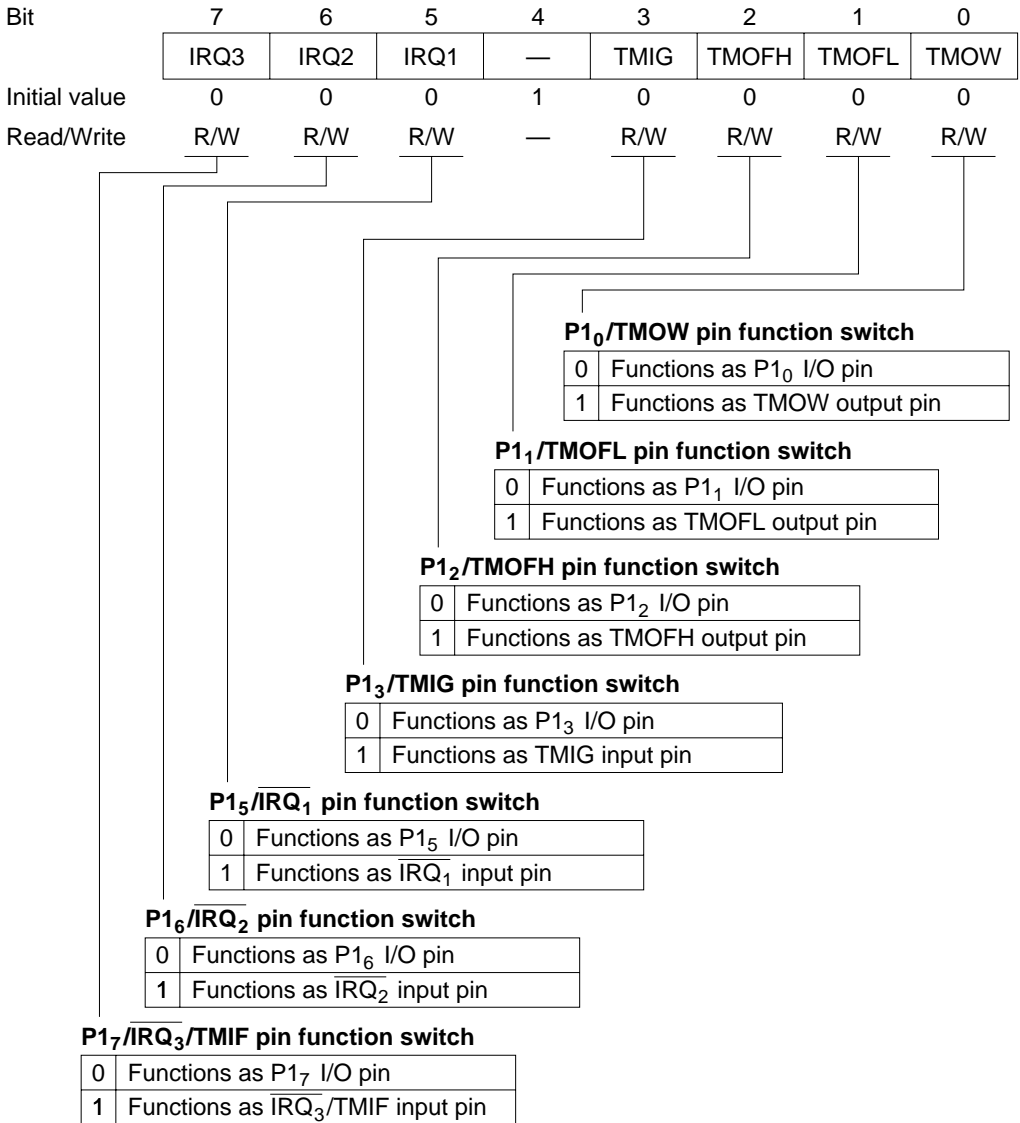 Bit 7 6 5 4 3 2 1 0
IRQ3 IRQ2 IRQ1 — TMIG TMOFH TMOFL TMOW
Initial value 0 0 0 1 0 0 0 0
Read/Write R/W R/W R/W — R/W R/W R/W R/W
P1₀/TMOW pin function switch
0 Functions as P1₀ I/O pin
1 Functions as TMOW output pin
P1₁/TMOFL pin function switch
0 Functions as P1₁ I/O pin
1 Functions as TMOFL output pin
P1₂/TMOFH pin function switch
0 Functions as P1₂ I/O pin
1 Functions as TMOFH output pin
P1₃/TMIG pin function switch
0 Functions as P1₃ I/O pin
1 Functions as TMIG input pin
P1₅/I̅R̅Q̅₁̅ pin function switch
0 Functions as P1₅ I/O pin
1 Functions as I̅R̅Q̅₁̅ input pin
P1₆/I̅R̅Q̅₂̅ pin function switch
0 Functions as P1₆ I/O pin
1 Functions as I̅R̅Q̅₂̅ input pin
P1₇/I̅R̅Q̅₃̅/TMIF pin function switch
0 Functions as P1₇ I/O pin
1 Functions as I̅R̅Q̅₃̅/TMIF input pin